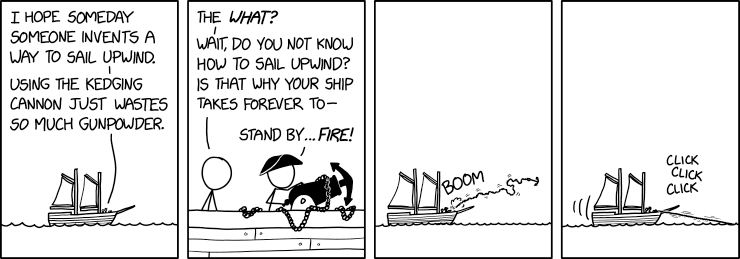 I HOPE SOMEDAY
SOMEONE INVENTS A
WAY TO SAIL UPWIND.
USING THE KEDGING
CANNON JUST WASTES
SO MUCH GUNPOWDER.
THE WHAT?
WAIT, DO YOU NOT KNOW
HOW TO SAIL UPWIND?
IS THAT WHY YOUR SHIP
TAKES FOREVER TO—
STAND BY... FIRE!
BOOM
CLICK
CLICK
CLICK